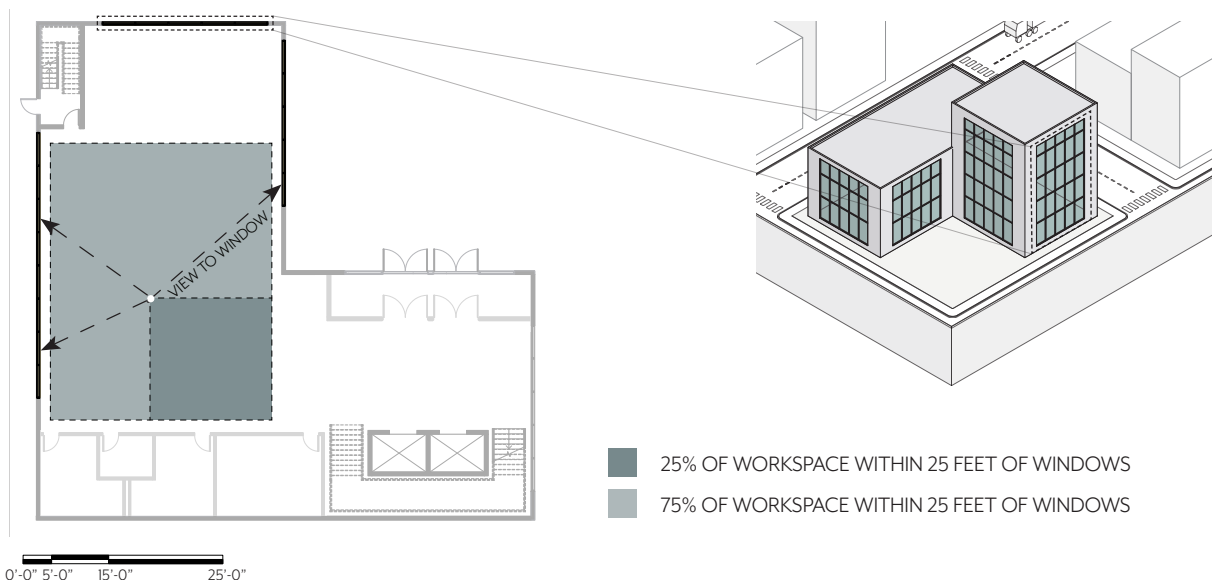 VIEW TO WINDOW
25% OF WORKSPACE WITHIN 25 FEET OF WINDOWS
75% OF WORKSPACE WITHIN 25 FEET OF WINDOWS
0'-0" 5'-0" 15'-0" 25'-0"